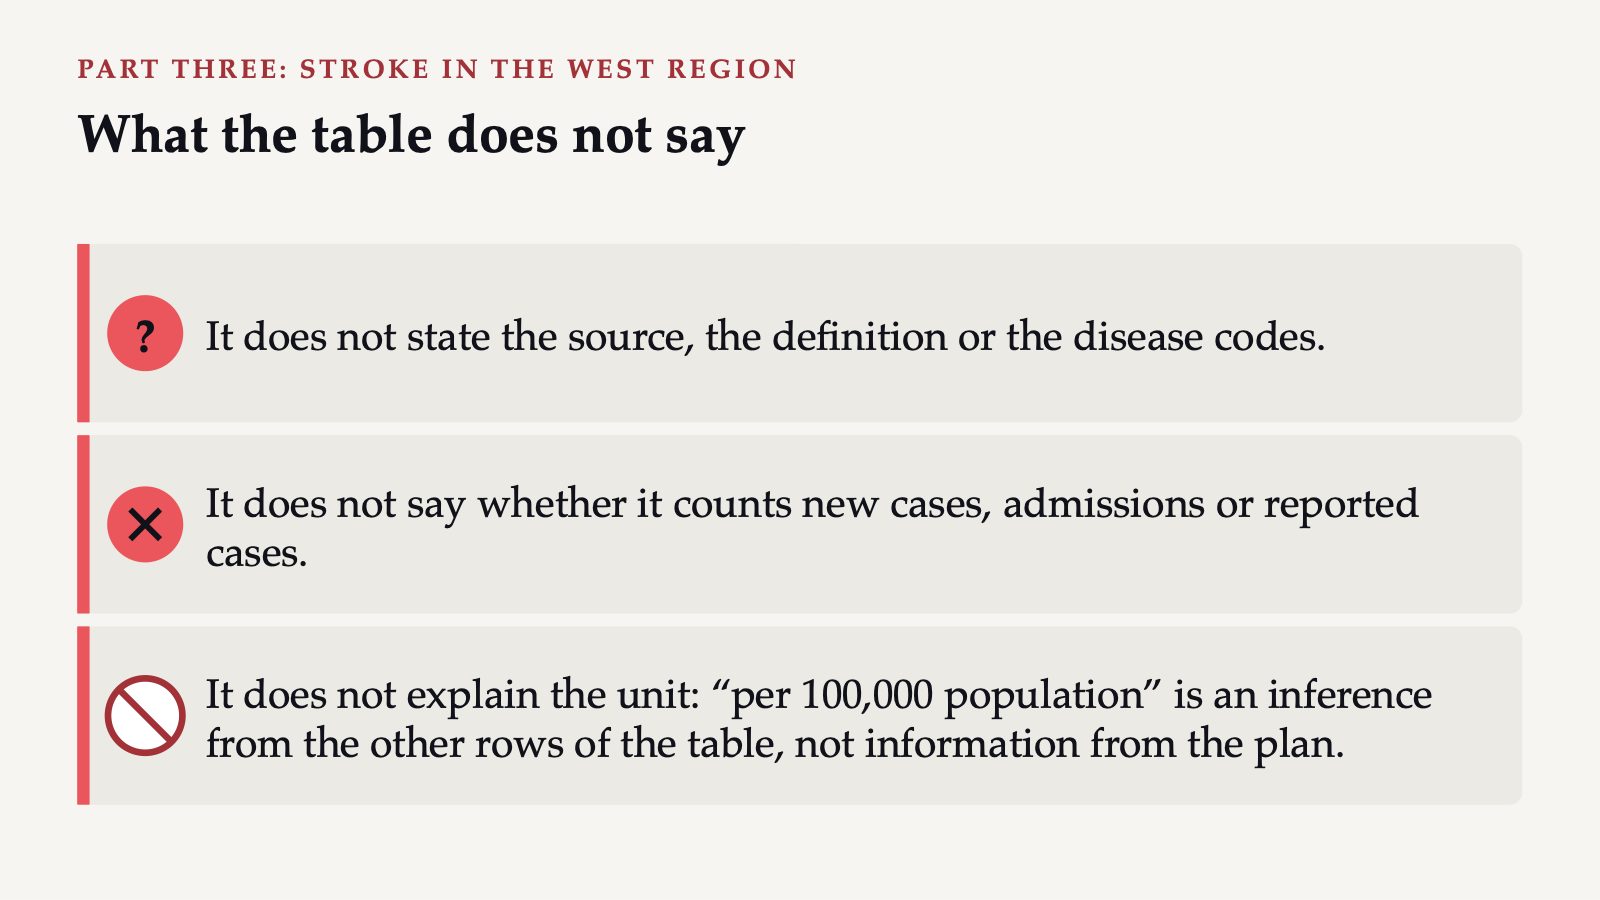 PART THREE: STROKE IN THE WEST REGION
What the table does not say
?
It does not state the source, the definition or the disease codes.
It does not say whether it counts new cases, admissions or reported
cases.
It does not explain the unit: “per 100,000 population” is an inference
from the other rows of the table, not information from the plan.